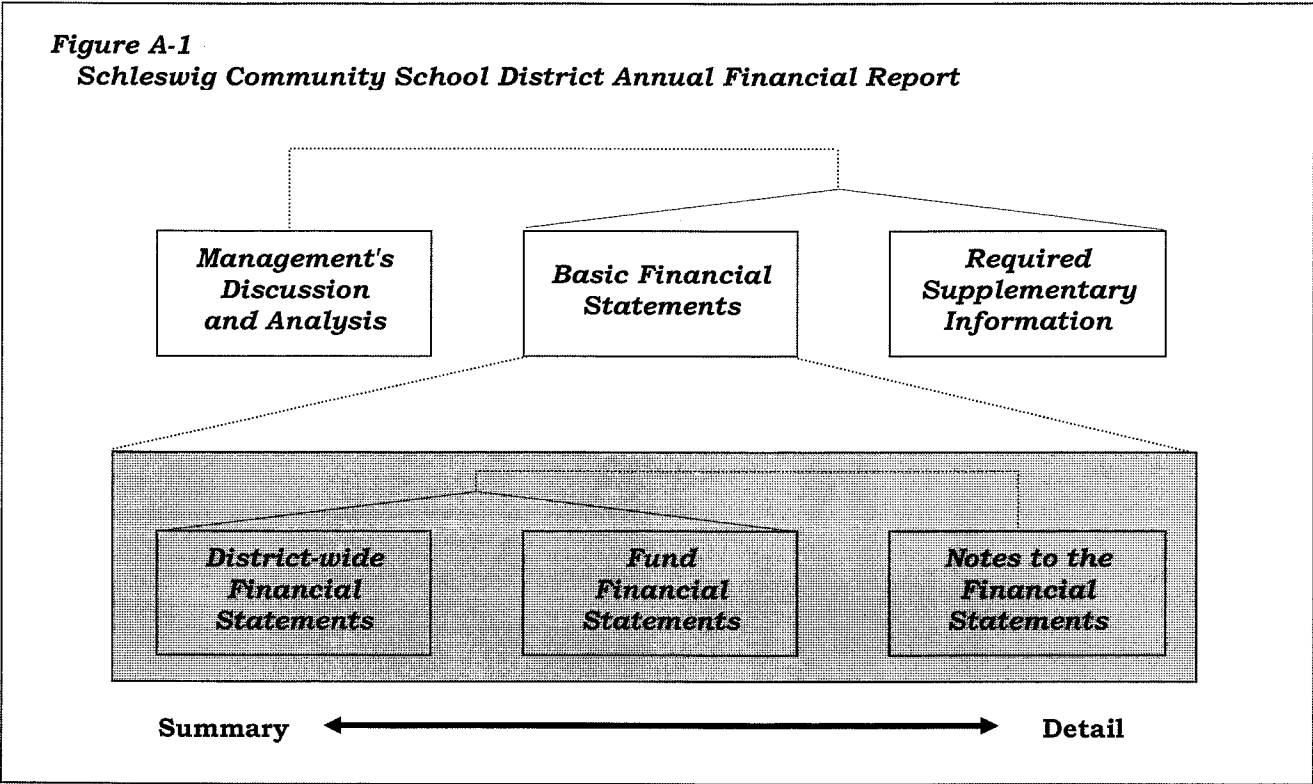 Figure A-1
Schleswig Community School District Annual Financial Report
Management's
Discussion
and Analysis
Basic Financial
Statements
Required
Supplementary
Information
District-wide
Financial
Statements
Fund
Financial
Statements
Notes to the
Financial
Statements
Summary
Detail